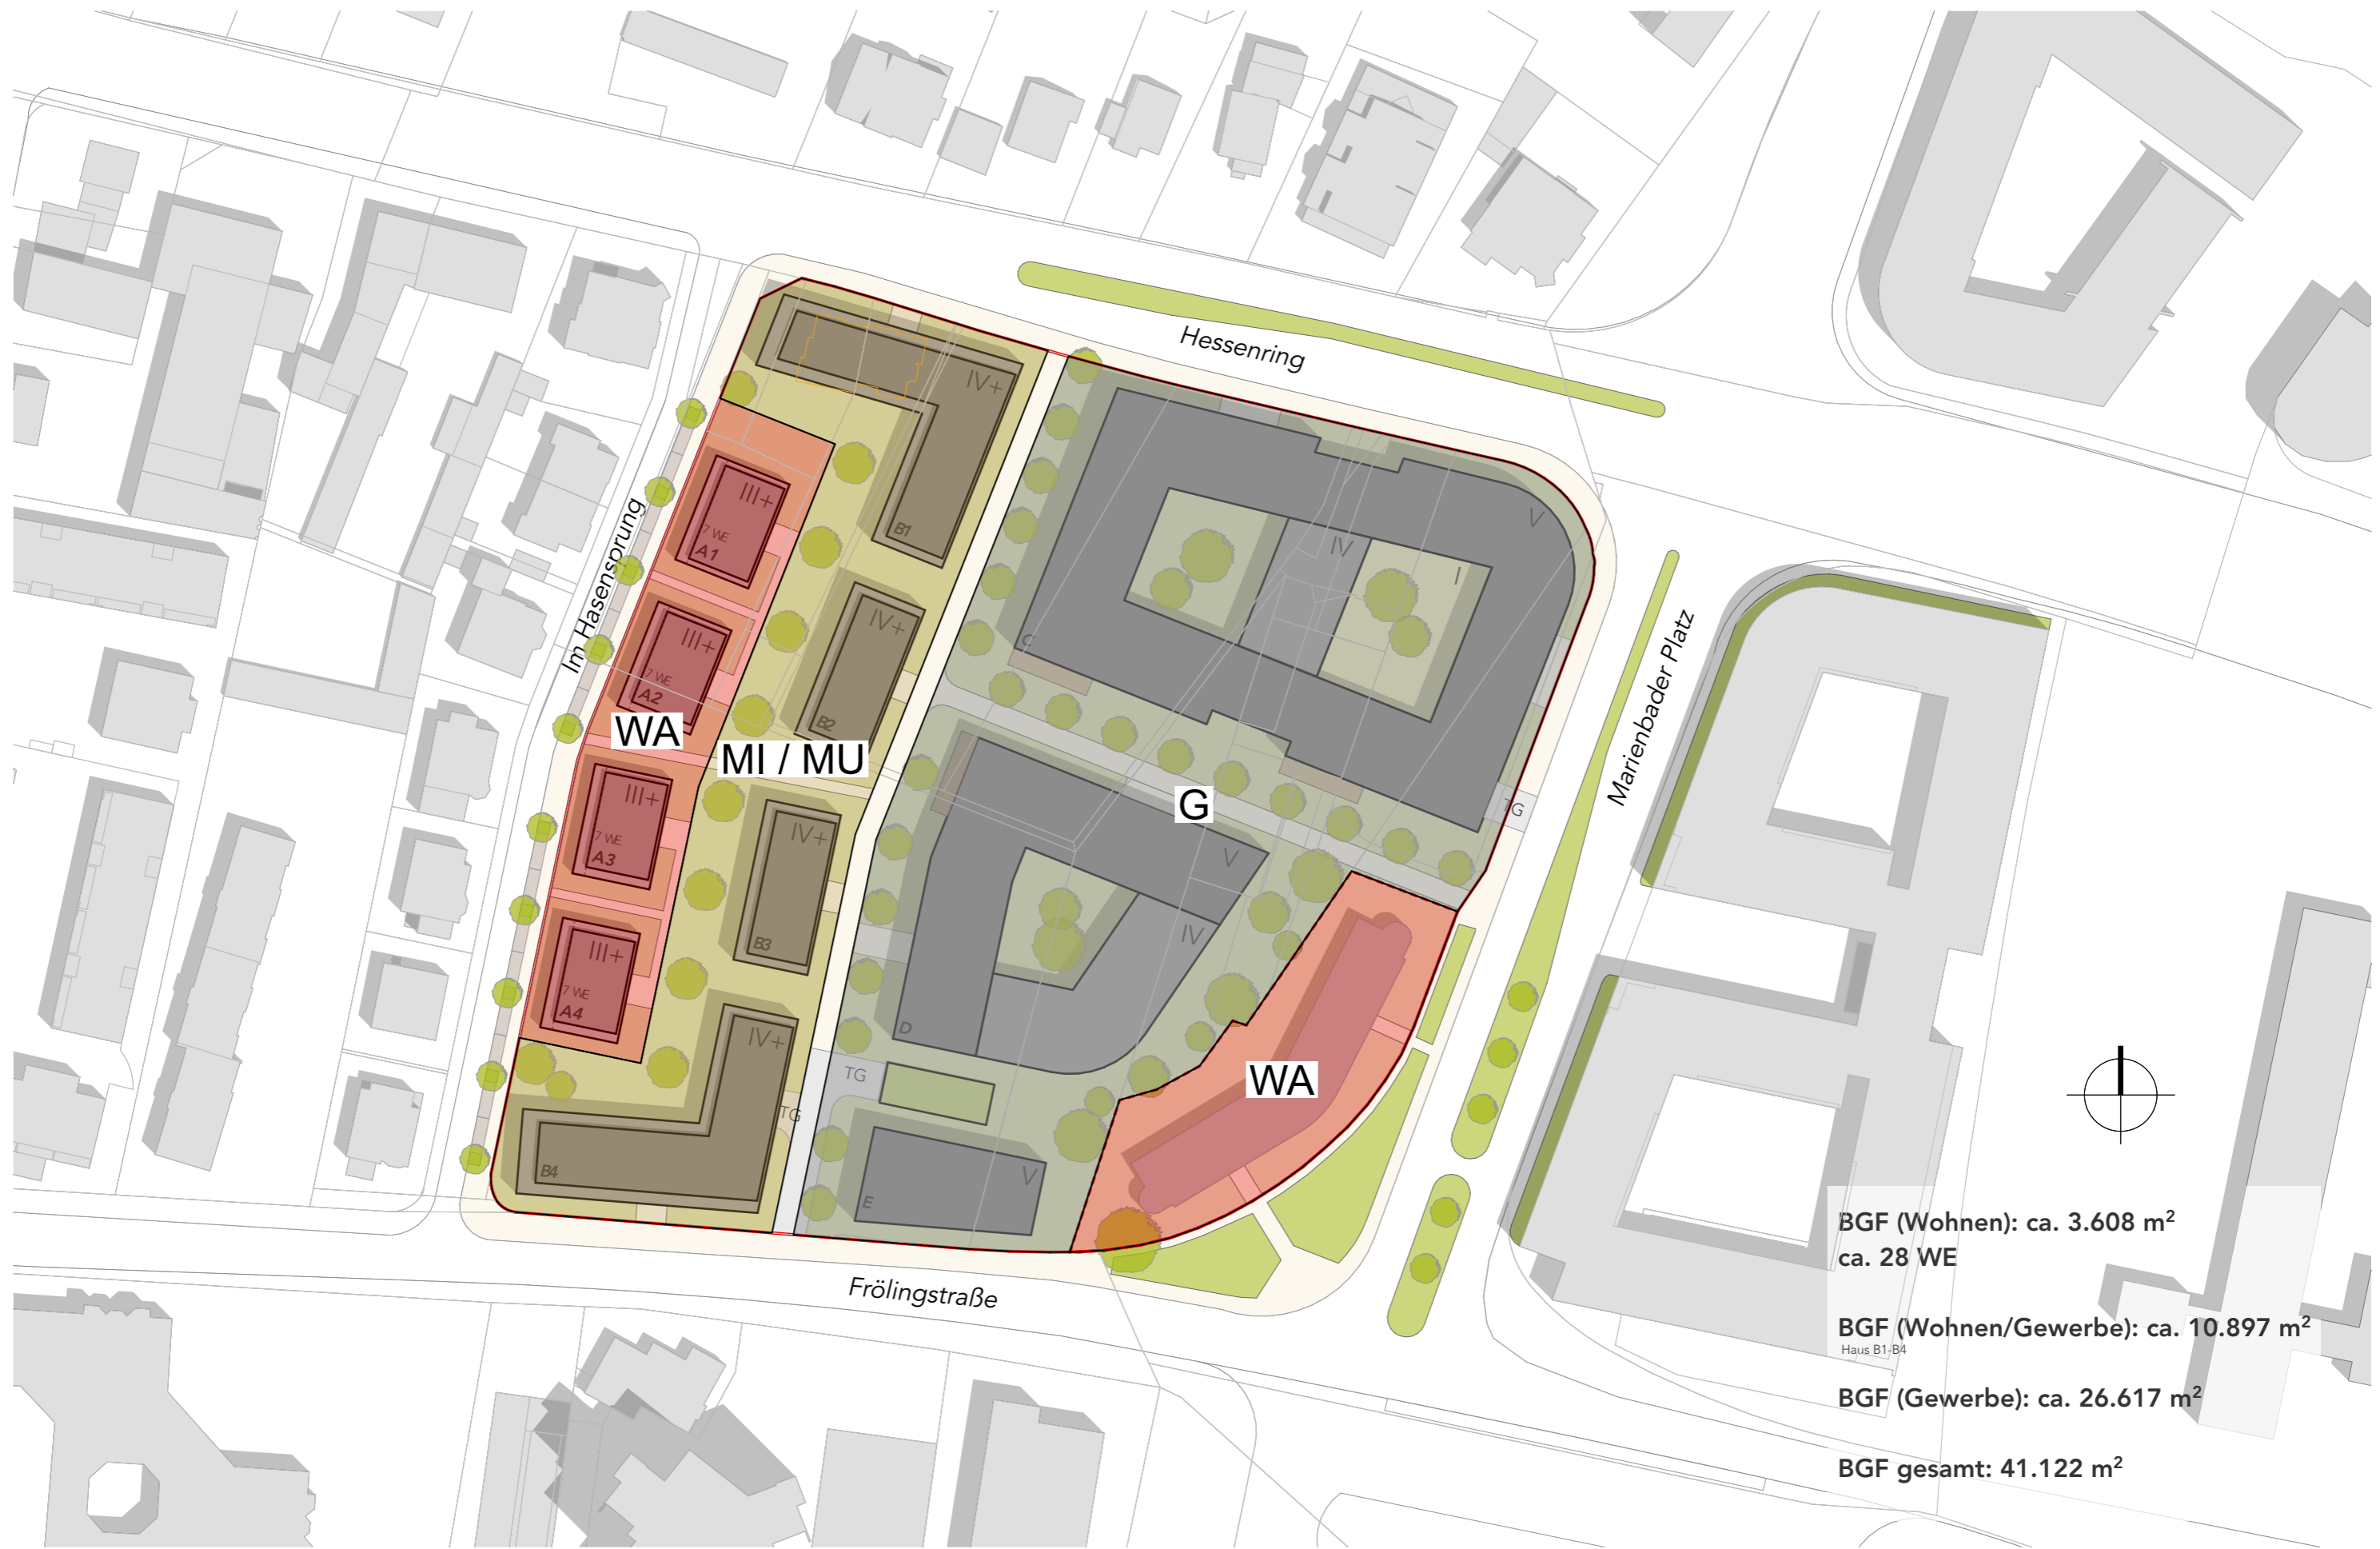 Hessenring
IV+
III+
7 WE
A1
B1
V
IV
I
Im Hasensprung
III+
7 WE
A2
IV+
B2
C
Marienbader Platz
WA
MI / MU
G
TG
III+
7 WE
A3
IV+
B3
V
IV
III+
7 WE
A4
D
IV+
TG
WA
TG
B4
E
V
Frölingstraße
BGF (Wohnen): ca. 3.608 m²
ca. 28 WE
BGF (Wohnen/Gewerbe): ca. 10.897 m²
Haus B1-B4
BGF (Gewerbe): ca. 26.617 m²
BGF gesamt: 41.122 m²